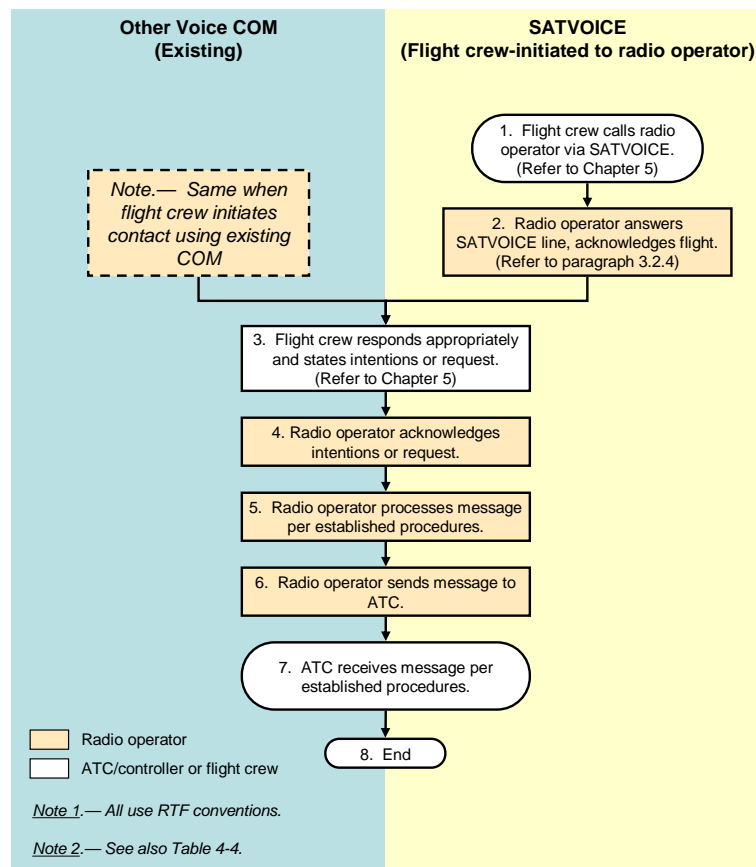 Other Voice COM
(Existing)
SATVOICE
(Flight crew-initiated to radio operator)
1. Flight crew calls radio
operator via SATVOICE.
(Refer to Chapter 5)
Note.— Same when
flight crew initiates
contact using existing
COM
2. Radio operator answers
SATVOICE line, acknowledges flight.
(Refer to paragraph 3.2.4)
3. Flight crew responds appropriately
and states intentions or request.
(Refer to Chapter 5)
4. Radio operator acknowledges
intentions or request.
5. Radio operator processes message
per established procedures.
6. Radio operator sends message to
ATC.
7. ATC receives message per
established procedures.
8. End
Radio operator
ATC/controller or flight crew
Note 1.— All use RTF conventions.
Note 2.— See also Table 4-4.